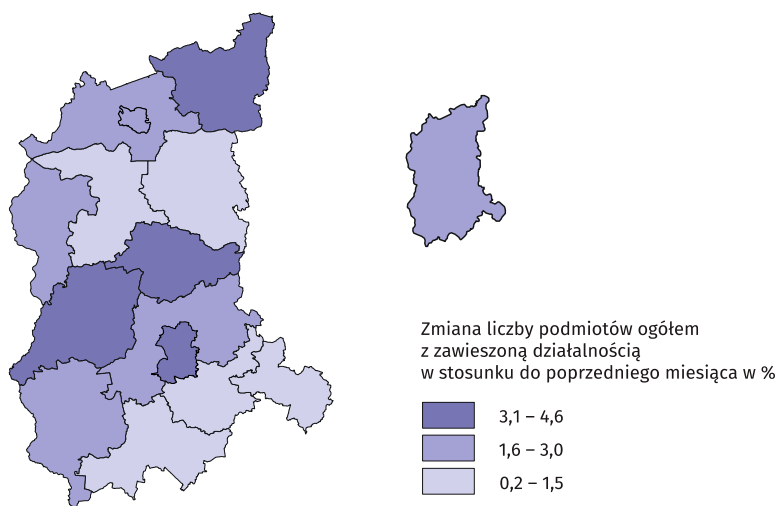 Zmiana liczby podmiotów ogółem
z zawieszoną działalnością
w stosunku do poprzedniego miesiąca w %
3,1 – 4,6
1,6 – 3,0
0,2 – 1,5